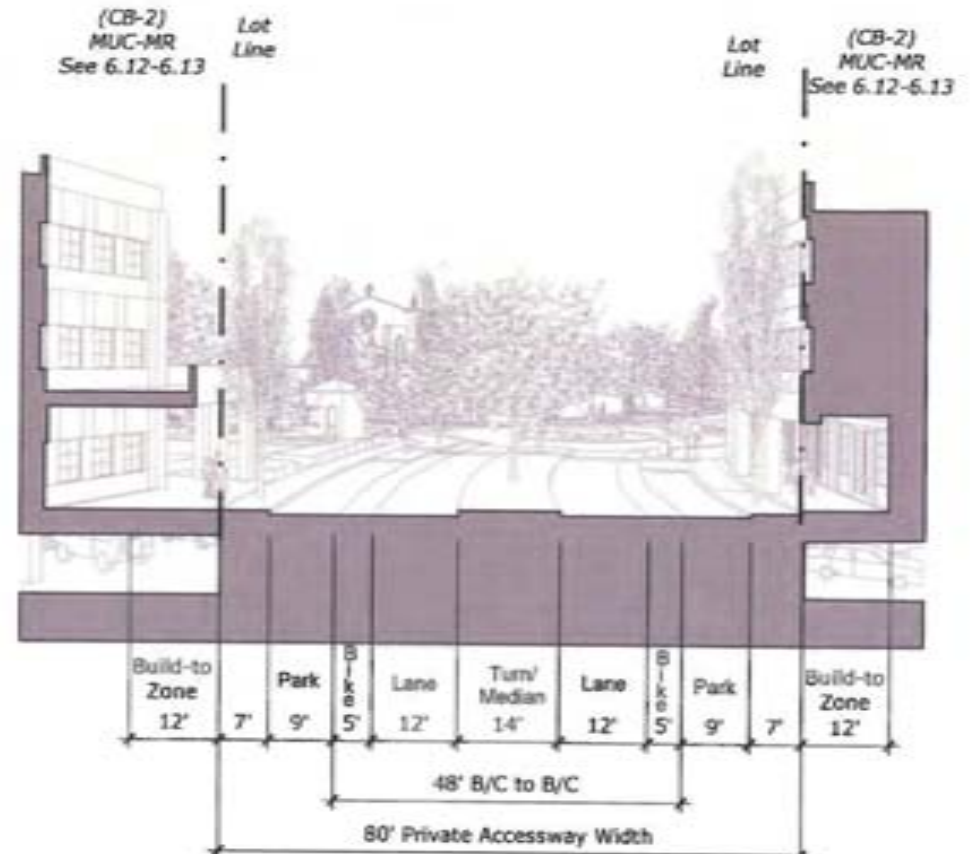 (CB-2)
MUC-MR
See 6.12-6.13
Lot
Line
Lot
Line
(CB-2)
MUC-MR
See 6.12-6.13
Build-to
Zone
12'
7'
Park
9'
Bike
5'
Lane
12'
Turn/
Median
14'
Lane
12'
Bike
5'
Park
9'
7'
Build-to
Zone
12'
48' B/C to B/C
80' Private Accessway Width